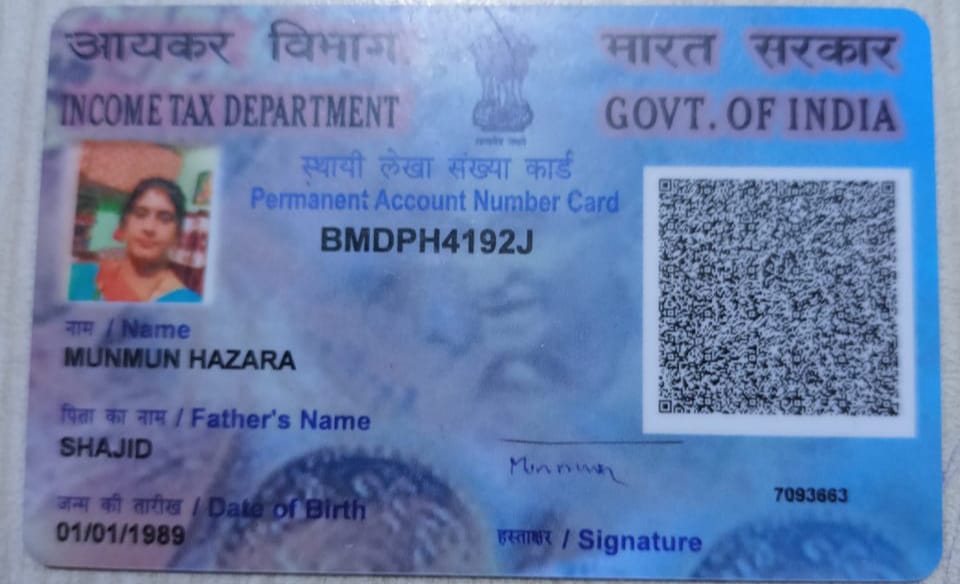 आयकर विभाग
INCOME TAX DEPARTMENT
भारत सरकार
GOVT. OF INDIA
स्थायी लेखा संख्या कार्ड
Permanent Account Number Card
BMDPH4192J
नाम / Name
MUNMUN HAZARA
पिता का नाम / Father's Name
SHAJID
जन्म की तारीख / Date of Birth
01/01/1989
7093663
हस्ताक्षर / Signature